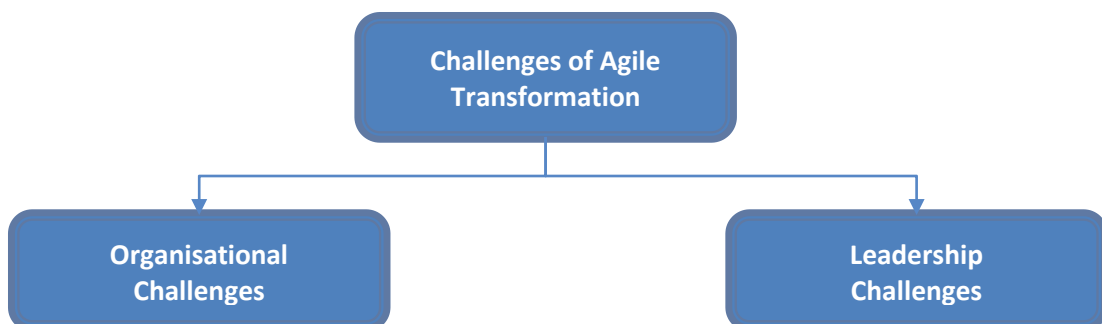 Challenges of Agile
Transformation
Organisational
Challenges
Leadership
Challenges